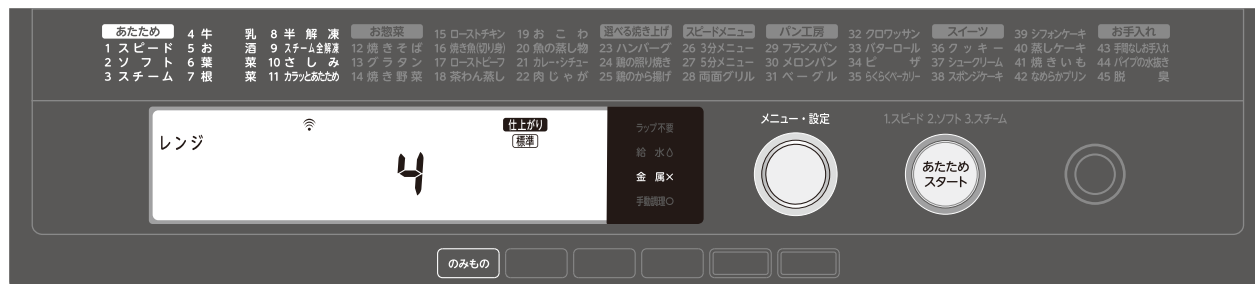 あたため
1 スピード
2 ソフト
3 スチーム
4 牛乳
5 お酒
6 葉菜
7 根菜
8 半解凍
9 スチーム全解凍
10 さしみ
11 カラッとあたため
お惣菜
12 焼きそば
13 グラタン
14 焼き野菜
15 ローストチキン
16 焼き魚(切り身)
17 ローストビーフ
18 茶わん蒸し
19 おこわ
20 魚の蒸し物
21 カレー・シチュー
22 肉じゃが
選べる焼き上げ
23 ハンバーグ
24 鶏の照り焼き
25 鶏のから揚げ
スピードメニュー
26 3分メニュー
27 5分メニュー
28 両面グリル
パン工房
29 フランスパン
30 メロンパン
31 ベーグル
32 クロワッサン
33 バターロール
34 ピザ
35 らくらくベーカリー
スイーツ
36 クッキー
37 シュークリーム
38 スポンジケーキ
39 シフォンケーキ
40 蒸しケーキ
41 焼きいも
42 なめらかプリン
お手入れ
43 手間なしお手入れ
44 パイプの水抜き
45 脱臭
レンジ
仕上がり
標準
4
ラップ不要
給水
金属×
手動調理○
メニュー・設定
1.スピード 2.ソフト 3.スチーム
あたため
スタート
のみもの